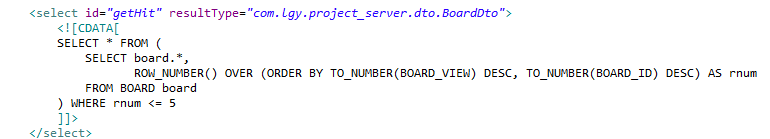 <select id="getHit" resultType="com.lgy.project_server.dto.BoardDto">
<![CDATA[
SELECT * FROM (
SELECT board.*,
ROW_NUMBER() OVER (ORDER BY TO_NUMBER(BOARD_VIEW) DESC, TO_NUMBER(BOARD_ID) DESC) AS rnum
FROM BOARD board
) WHERE rnum <= 5
]]>
</select>